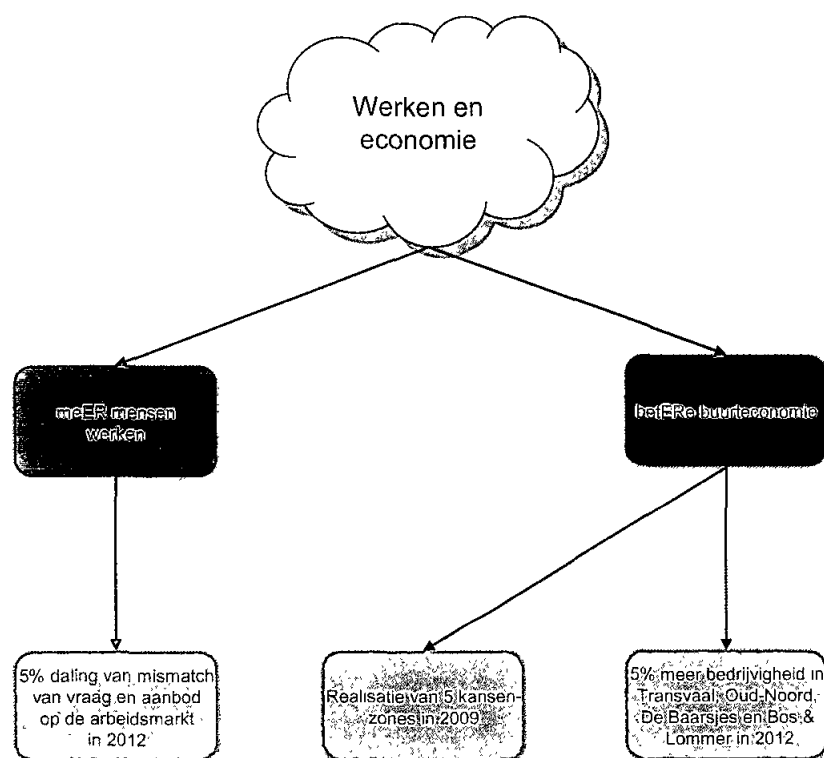 Werken en
economie
meER mensen
werken
betERe buurteconomie
5% daling van mismatch
van vraag en aanbod
op de arbeidsmarkt
in 2012
Realisatie van 5 kansen-
zones in 2009
5% meer bedrijvigheid in
Transvaal, Oud-Noord,
De Baarsjes en Bos &
Lommer in 2012